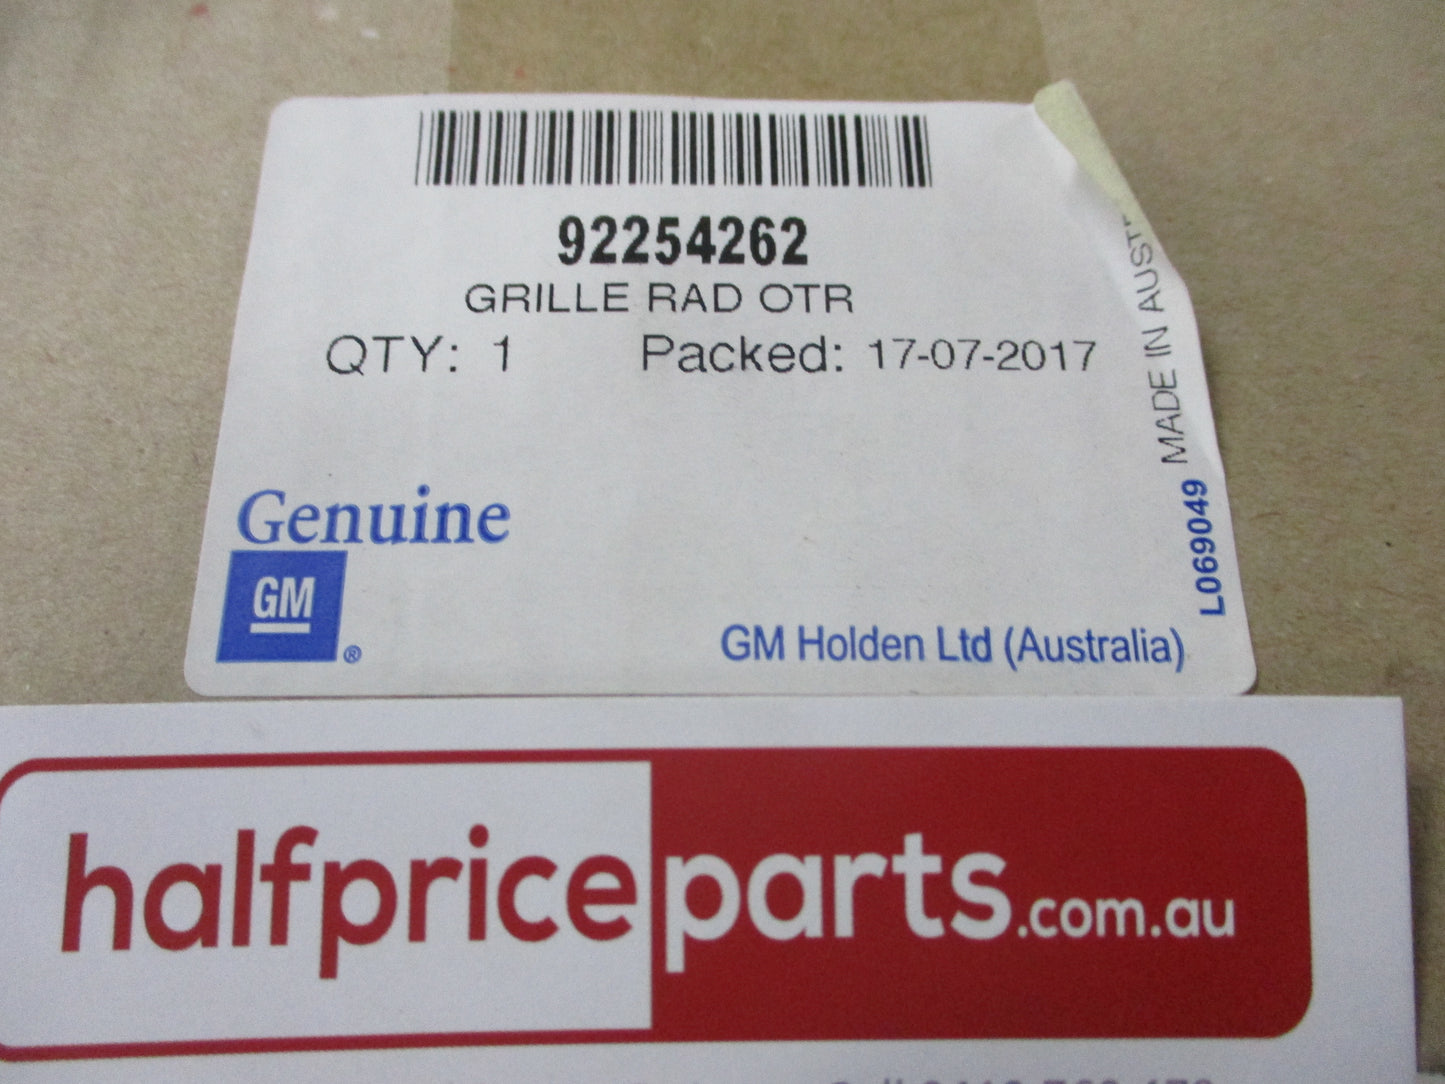 92254262
GRILLE RAD OTR
QTY: 1 Packed: 17-07-2017
MADE IN
L069049
Genuine
GM
®
GM Holden Ltd (Australia)
halfpriceparts.com.au